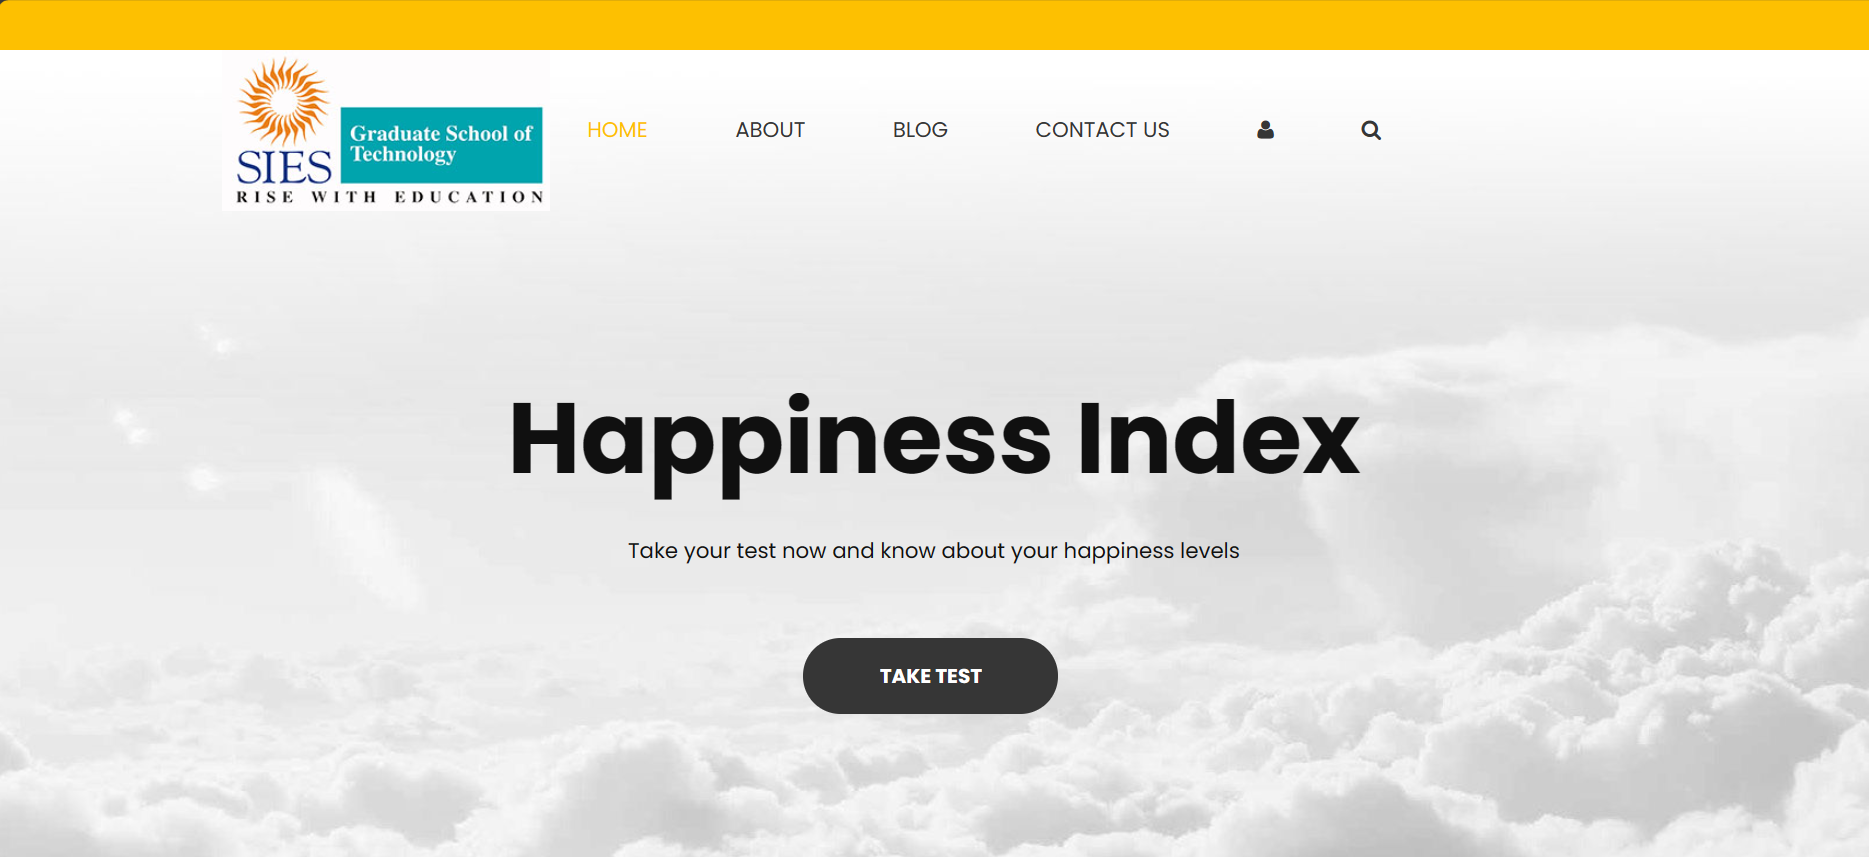 SIES
Graduate School of
Technology
RISE WITH EDUCATION
HOME
ABOUT
BLOG
CONTACT US
Happiness Index
Take your test now and know about your happiness levels
TAKE TEST